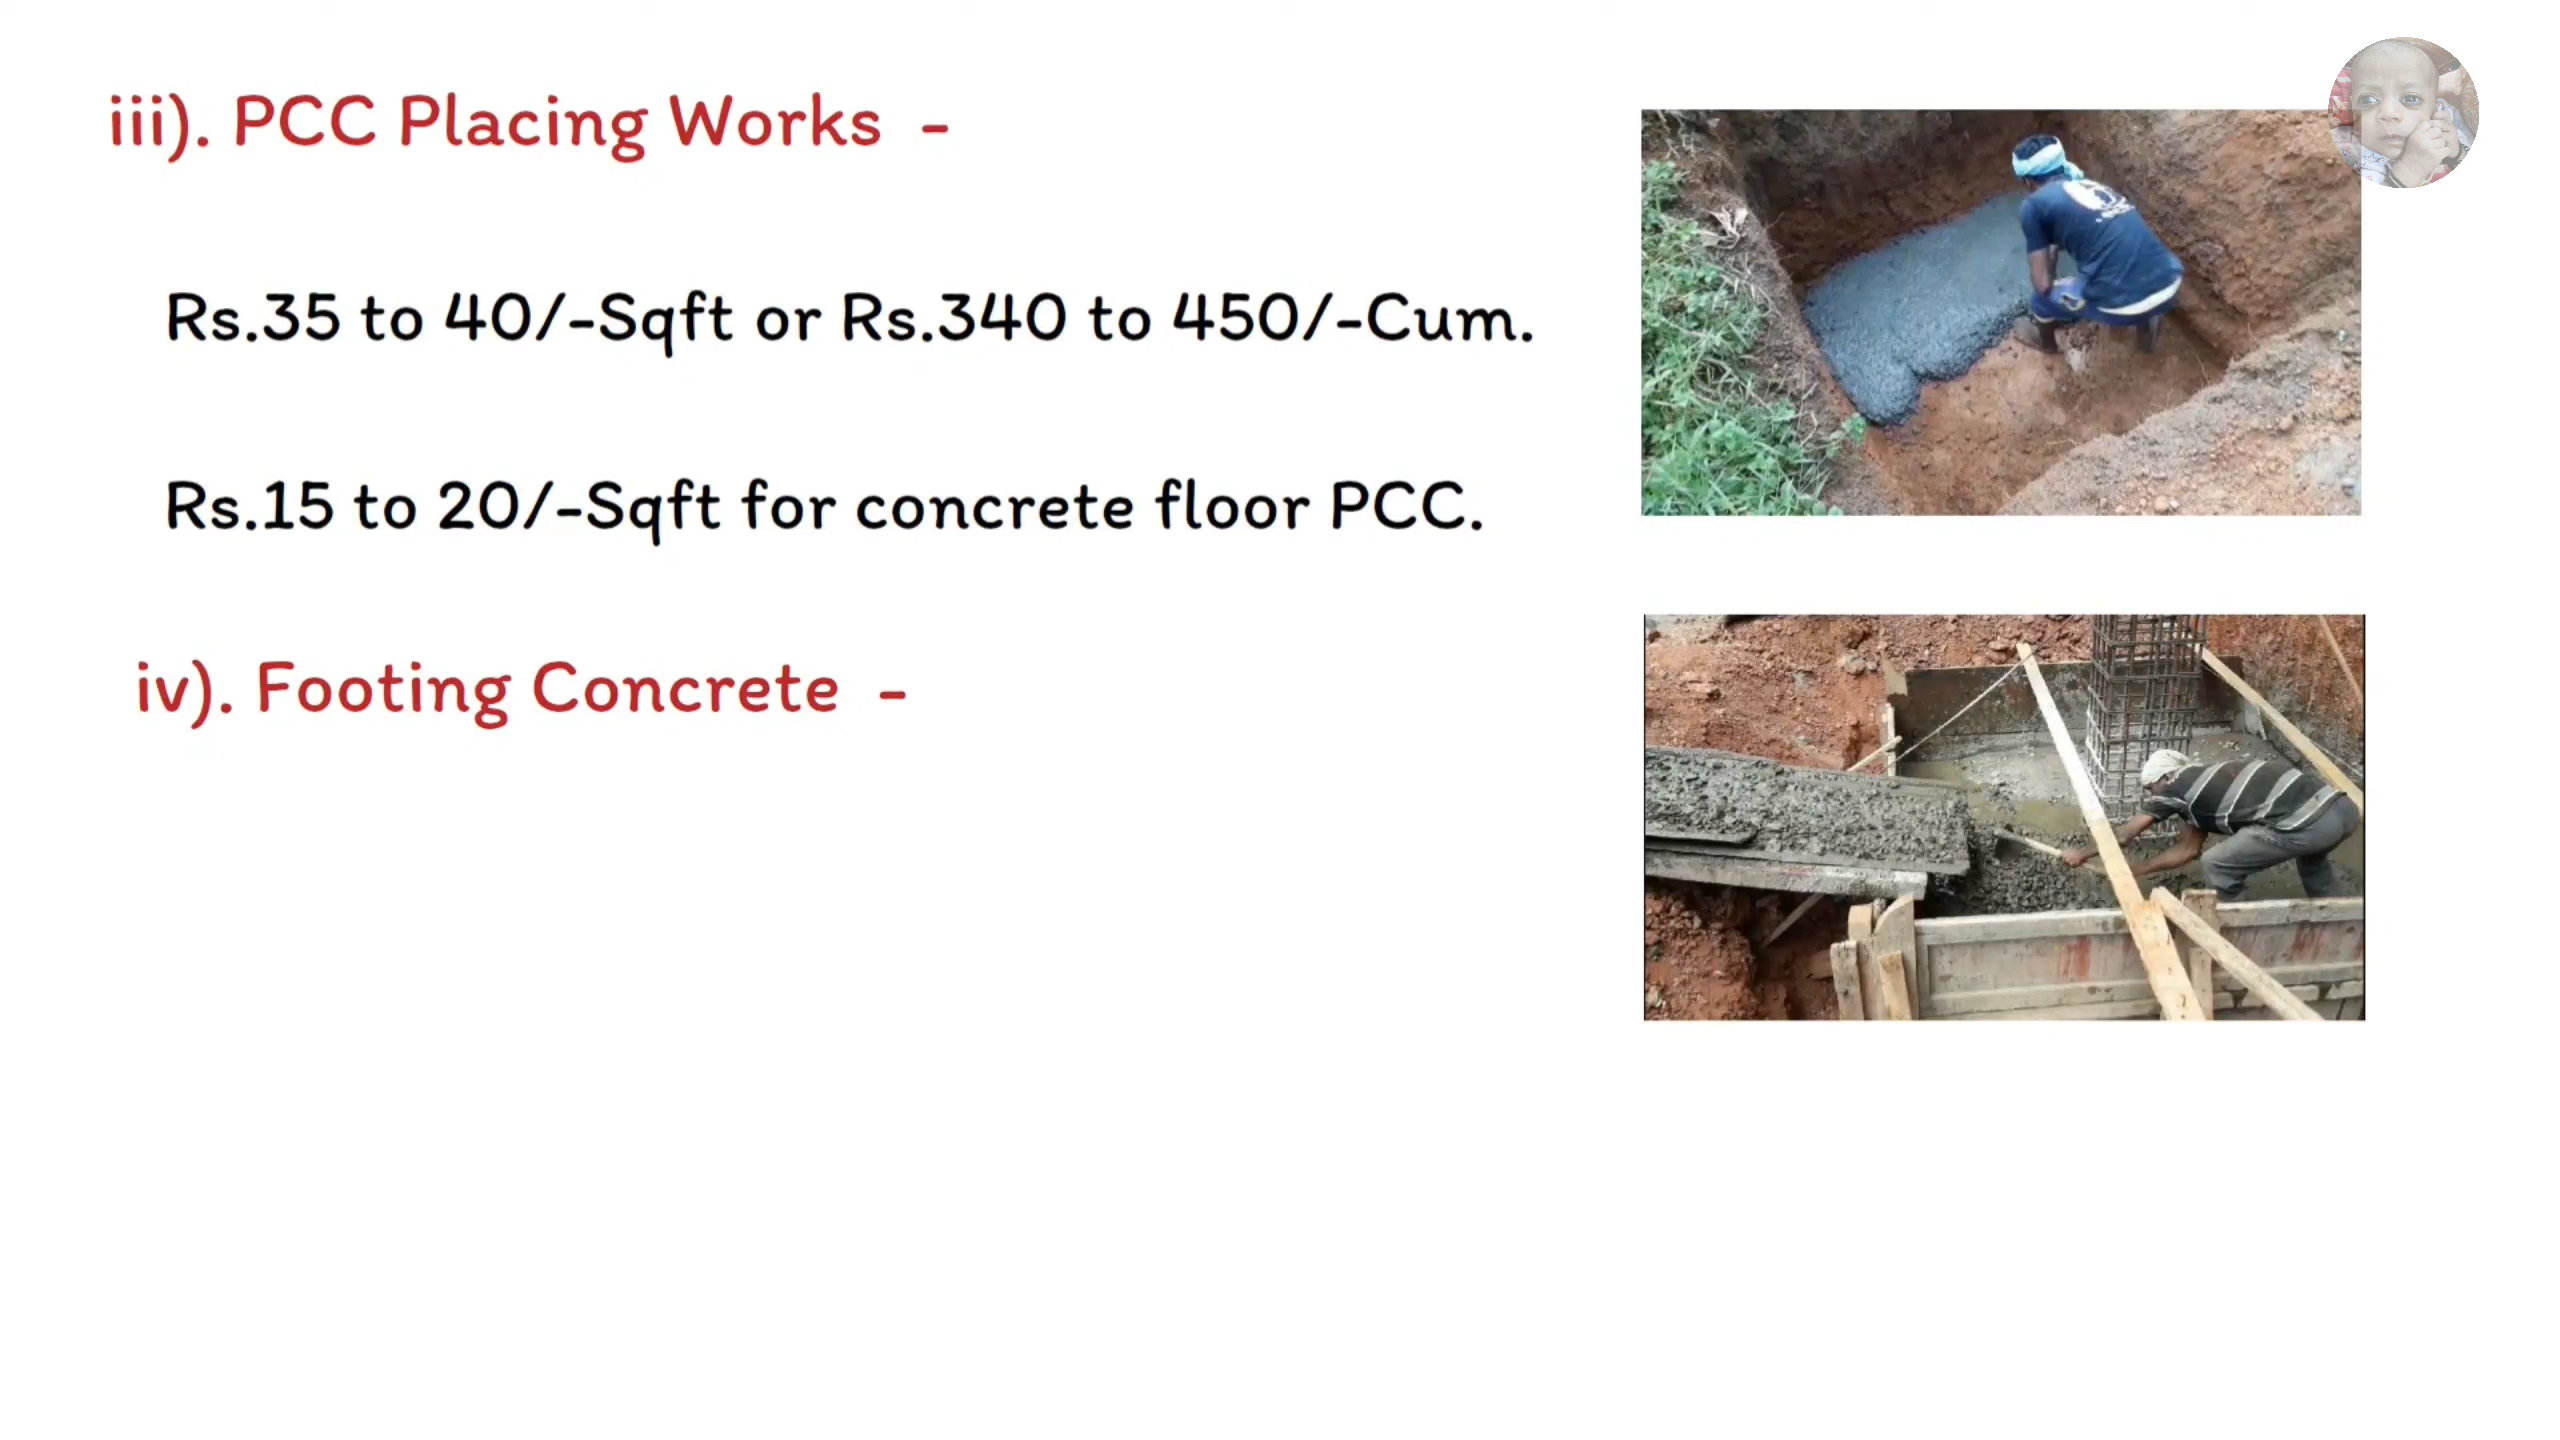 iii). PCC Placing Works -
Rs.35 to 40/-Sqft or Rs.340 to 450/-Cum.
Rs.15 to 20/-Sqft for concrete floor PCC.
iv). Footing Concrete -